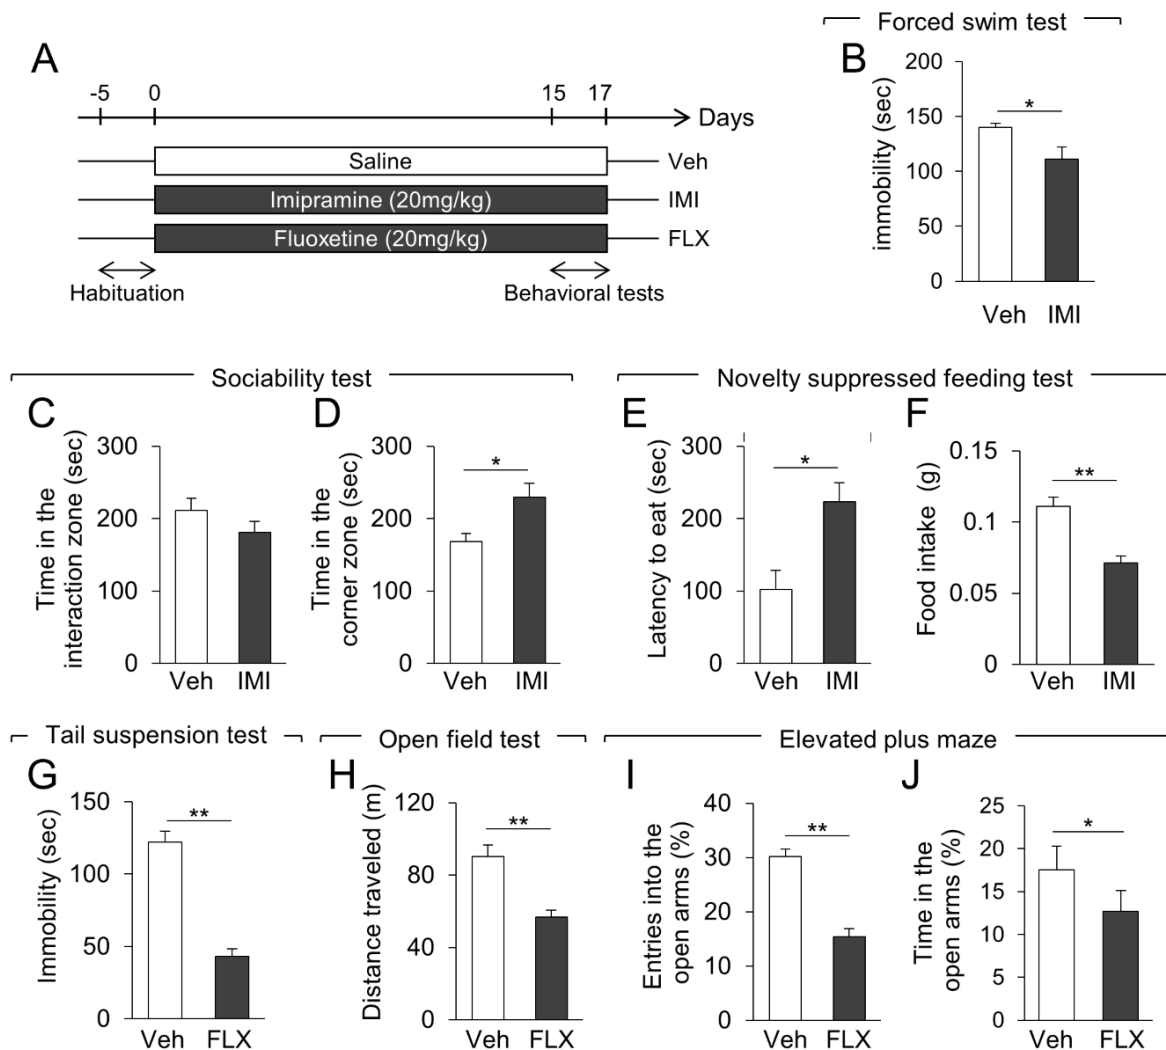 A
-5 0 15 17
Days
Saline Veh
Imipramine (20mg/kg) IMI
Fluoxetine (20mg/kg) FLX
Habituation Behavioral tests
Forced swim test
B
immobility (sec)
200
150
100
50
0
*
Veh IMI
Sociability test
C
Time in the
interaction zone (sec)
300
200
100
0
Veh IMI
D
Time in the
corner zone (sec)
300
200
100
0
*
Veh IMI
Novelty suppressed feeding test
E
Latency to eat (sec)
300
200
100
0
*
Veh IMI
F
Food intake (g)
0.15
0.1
0.05
0
**
Veh IMI
Tail suspension test
G
Immobility (sec)
150
100
50
0
**
Veh FLX
Open field test
H
Distance traveled (m)
120
80
40
0
**
Veh FLX
Elevated plus maze
I
Entries into the
open arms (%)
40
30
20
10
0
**
Veh FLX
J
Time in the
open arms (%)
25
20
15
10
5
0
*
Veh FLX